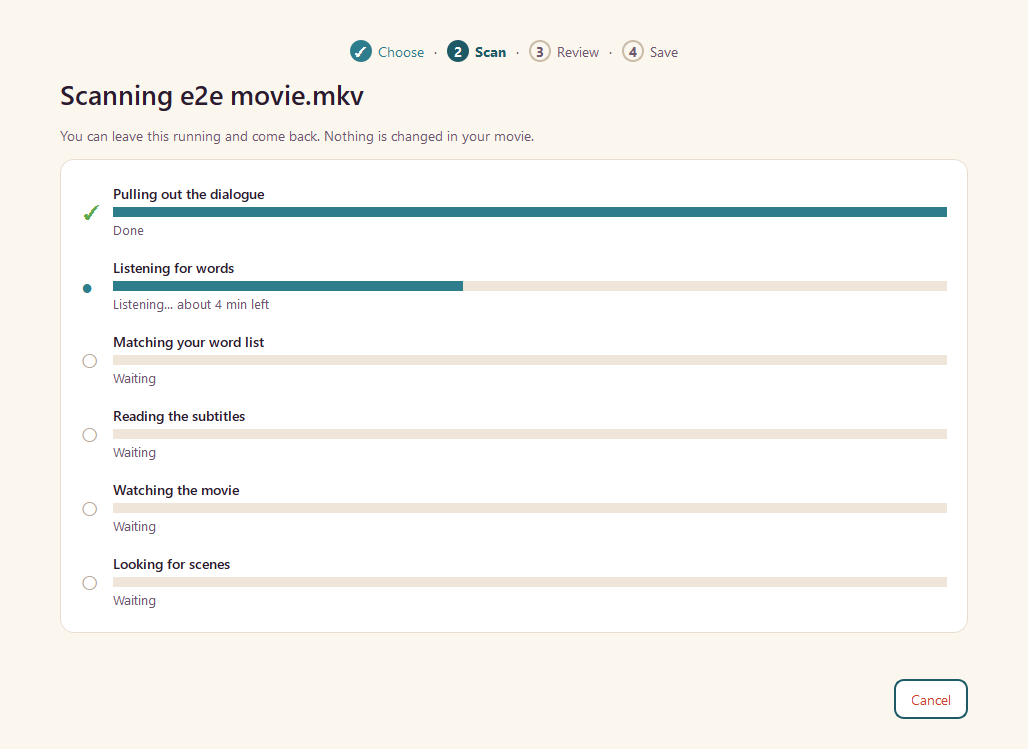 ✓ Choose · 2 Scan · 3 Review · 4 Save
Scanning e2e movie.mkv
You can leave this running and come back. Nothing is changed in your movie.
Pulling out the dialogue
Done
Listening for words
Listening... about 4 min left
Matching your word list
Waiting
Reading the subtitles
Waiting
Watching the movie
Waiting
Looking for scenes
Waiting
Cancel